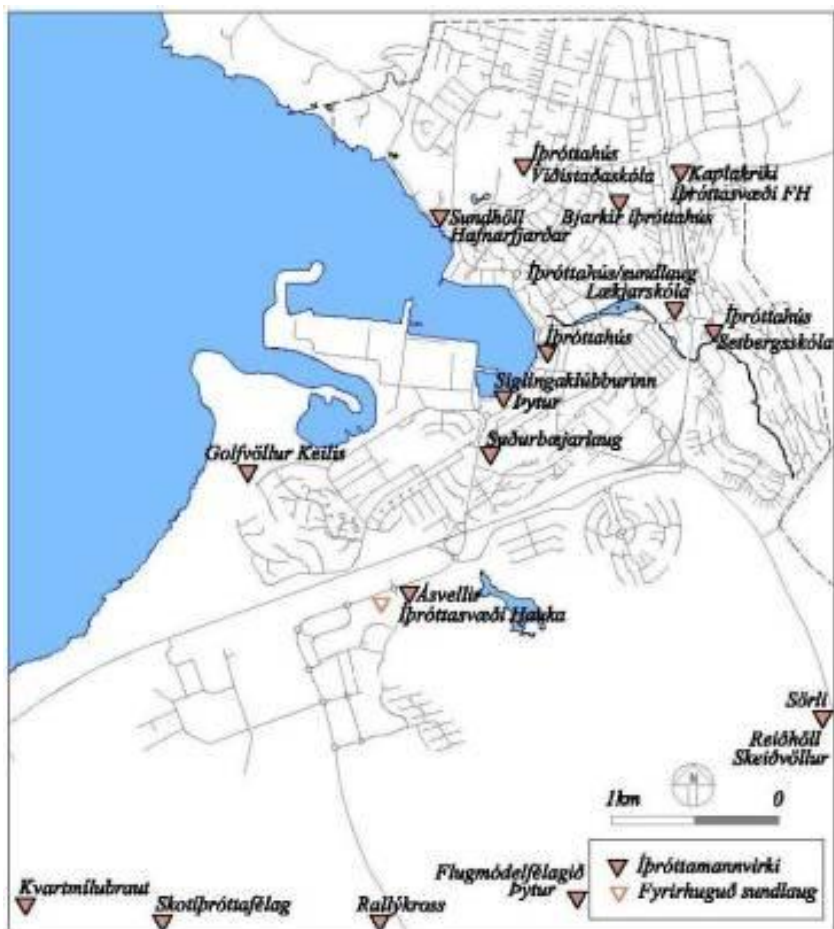 Íþróttahús
Víðistaðaskóla
Kaplakriki
Íþróttasvæði FH
Bjarkir íþróttahús
Sundhöll
Hafnarfjarðar
Íþróttahús/sundlaug
Lækjarskóla
Íþróttahús
Setbergsskóla
Íþróttahús
Siglingaklúbburinn
Þytur
Suðurbæjarlaug
Golfvöllur Keilis
Ásvellir
Íþróttasvæði Hauka
Sörli
Reiðhöll
Skeiðvöllur
N
1km 0
Íþróttamannvirki
Fyrirhuguð sundlaug
Flugmódelfélagið
Þytur
Kvartmílubraut
Skotíþróttafélag
Rallýkross